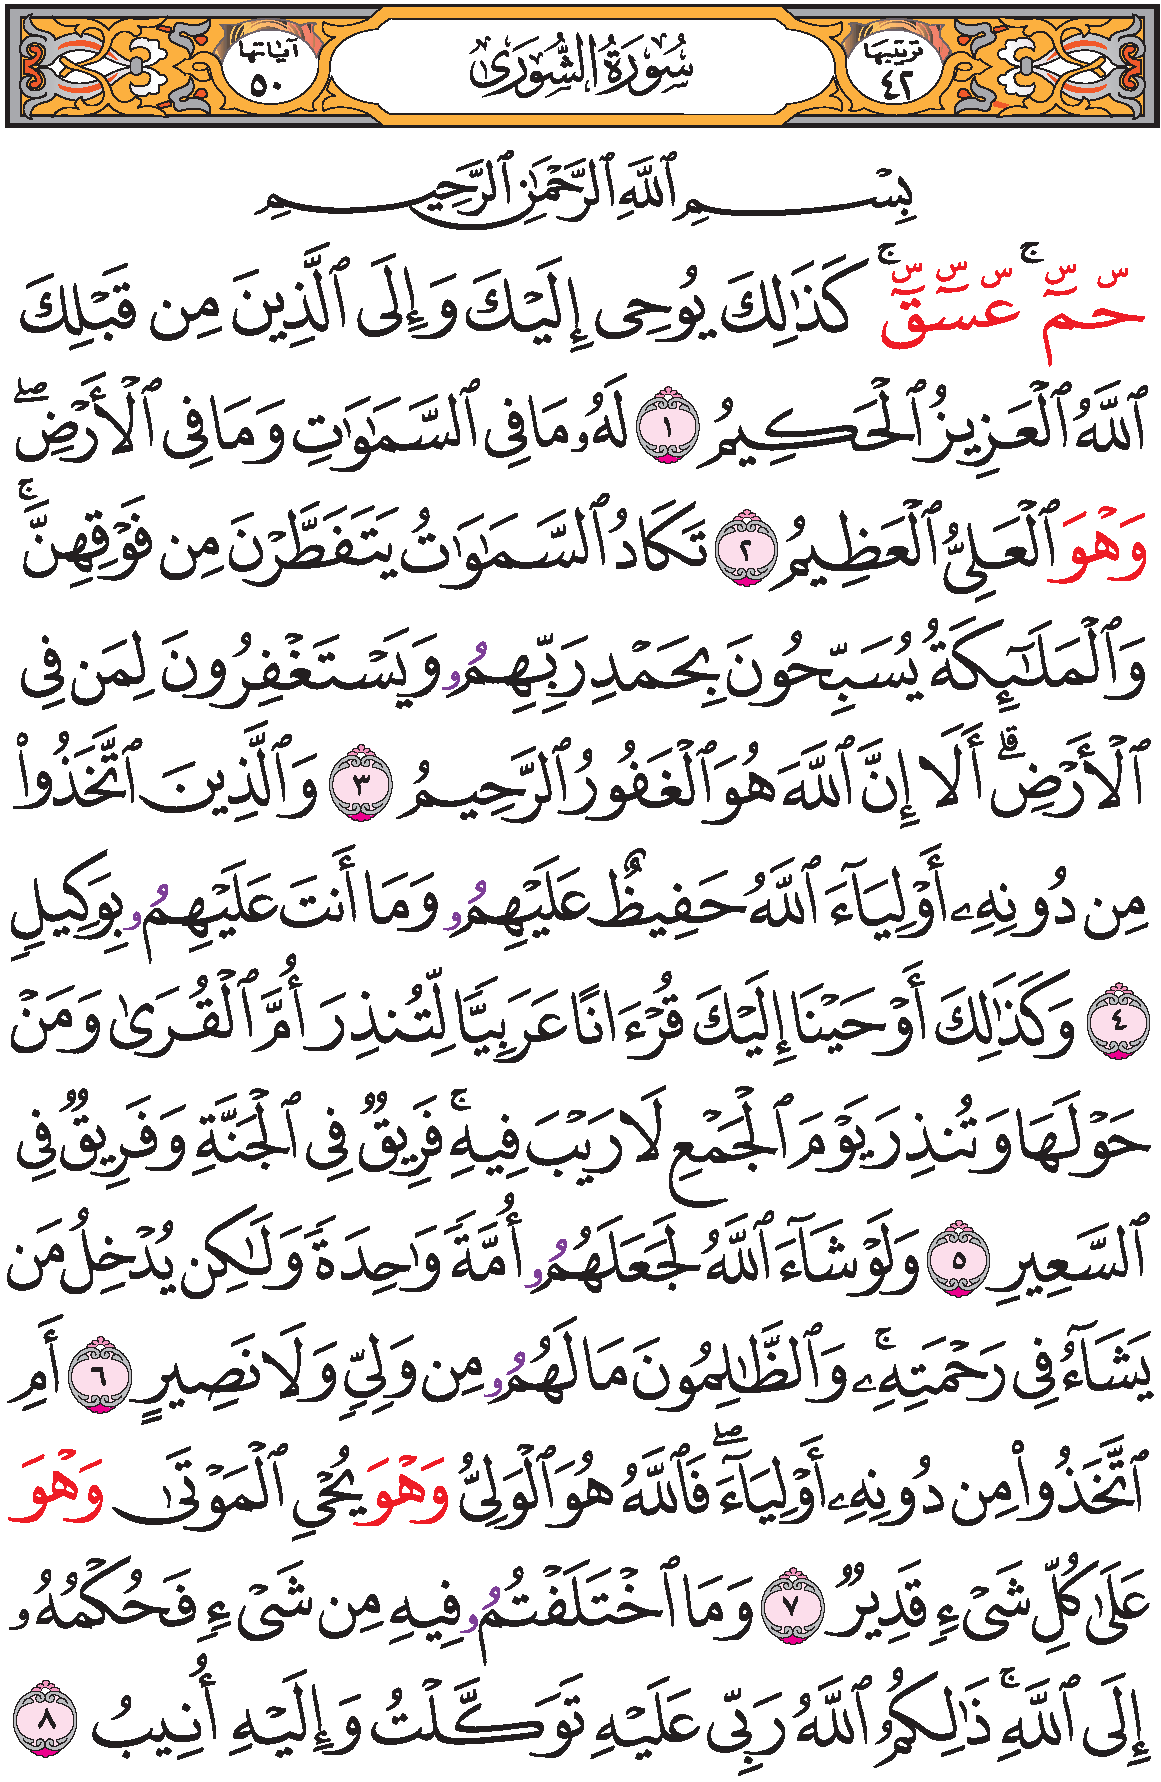 ترتيبها ٤٢ سُورَةُ الشُّورَىٰ آيَاتها ٥٠
بِسْمِ ٱللَّهِ ٱلرَّحْمَٰنِ ٱلرَّحِيمِ
حمٓ ۚ عٓسٓقٓ ۚ كَذَٰلِكَ يُوحِى إِلَيْكَ وَإِلَى ٱلَّذِينَ مِن قَبْلِكَ
ٱللَّهُ ٱلْعَزِيزُ ٱلْحَكِيمُ ١ لَهُۥ مَا فِى ٱلسَّمَٰوَٰتِ وَمَا فِى ٱلْأَرْضِ ۖ
وَهْوَ ٱلْعَلِىُّ ٱلْعَظِيمُ ٢ تَكَادُ ٱلسَّمَٰوَٰتُ يَتَفَطَّرْنَ مِن فَوْقِهِنَّ ۚ
وَٱلْمَلَٰٓئِكَةُ يُسَبِّحُونَ بِحَمْدِ رَبِّهِمُۥ وَيَسْتَغْفِرُونَ لِمَن فِى
ٱلْأَرْضِ ۗ أَلَا إِنَّ ٱللَّهَ هُوَ ٱلْغَفُورُ ٱلرَّحِيمُ ٣ وَٱلَّذِينَ ٱتَّخَذُوا۟
مِن دُونِهِۦ أَوْلِيَآءَ ٱللَّهُ حَفِيظٌ عَلَيْهِمُۥ وَمَا أَنتَ عَلَيْهِمُۥ بِوَكِيلٍ
٤ وَكَذَٰلِكَ أَوْحَيْنَا إِلَيْكَ قُرْءَانًا عَرَبِيًّا لِّتُنذِرَ أُمَّ ٱلْقُرَىٰ وَمَنْ
حَوْلَهَا وَتُنذِرَ يَوْمَ ٱلْجَمْعِ لَا رَيْبَ فِيهِ ۚ فَرِيقٌ فِى ٱلْجَنَّةِ وَفَرِيقٌ فِى
ٱلسَّعِيرِ ٥ وَلَوْ شَآءَ ٱللَّهُ لَجَعَلَهُمُۥ أُمَّةً وَٰحِدَةً وَلَٰكِن يُدْخِلُ مَن
يَشَآءُ فِى رَحْمَتِهِۦ ۚ وَٱلظَّٰلِمُونَ مَا لَهُمُۥ مِن وَلِىٍّ وَلَا نَصِيرٍ ٦ أَمِ
ٱتَّخَذُوا۟ مِن دُونِهِۦ أَوْلِيَآءَ ۖ فَٱللَّهُ هُوَ ٱلْوَلِىُّ وَهْوَ يُحْىِ ٱلْمَوْتَىٰ وَهْوَ
عَلَىٰ كُلِّ شَىْءٍ قَدِيرٌ ٧ وَمَا ٱخْتَلَفْتُمُۥ فِيهِ مِن شَىْءٍ فَحُكْمُهُۥ
إِلَى ٱللَّهِ ۚ ذَٰلِكُمُ ٱللَّهُ رَبِّى عَلَيْهِ تَوَكَّلْتُ وَإِلَيْهِ أُنِيبُ ٨